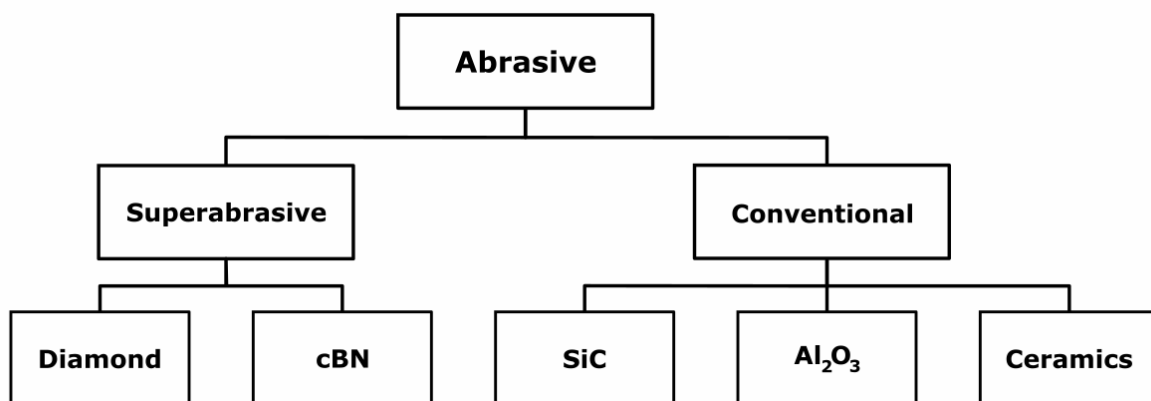 Abrasive
Superabrasive
Conventional
Diamond
cBN
SiC
Al₂O₃
Ceramics